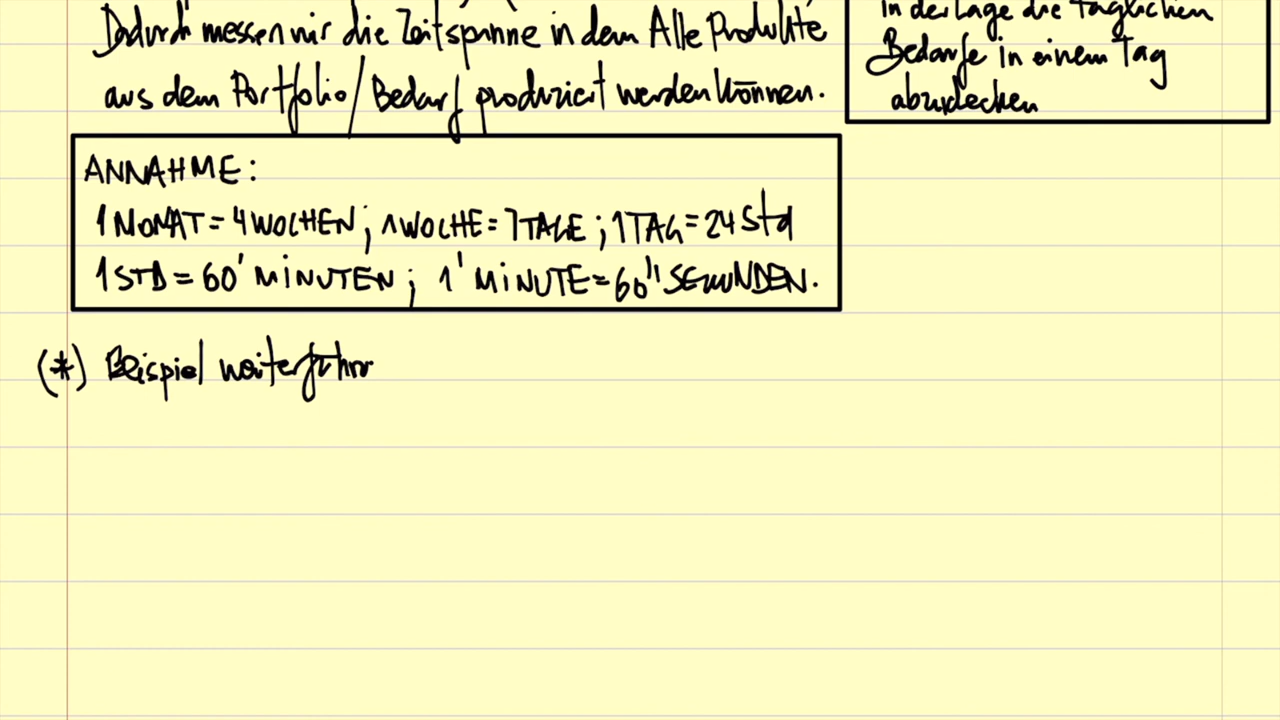 Dadurch messen wir die Zeitspanne in dem Alle Produkte
aus dem Portfolio/Bedarf produziert werden können.
in der Lage die täglichen
Bedarfe in einem Tag
abzudecken
ANNAHME:
1 MONAT = 4 WOCHEN; 1 WOCHE = 7 TAGE; 1 TAG = 24 Std
1 STD = 60' MINUTEN; 1' MINUTE = 60'' SEKUNDEN.
(*) Beispiel